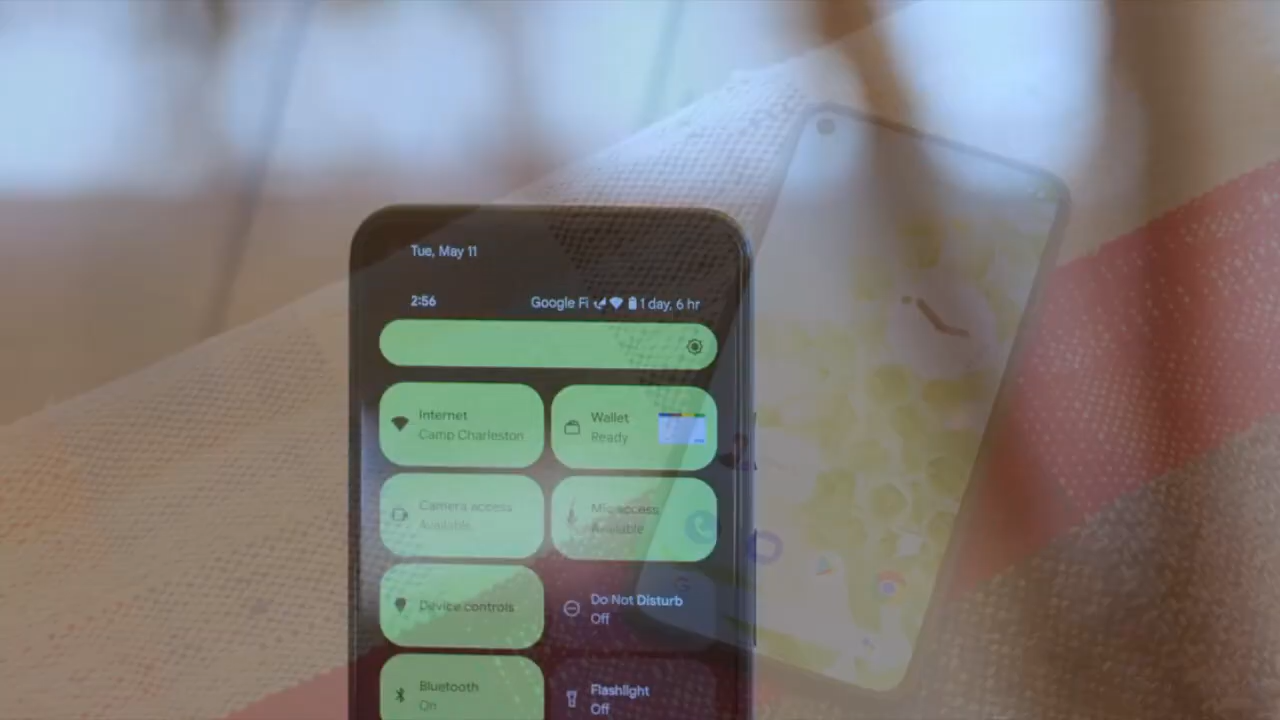 Tue, May 11
2:56
Google Fi
1 day, 6 hr
Internet
Camp Charleston
Wallet
Ready
Camera access
Available
Mic access
Available
Device controls
Do Not Disturb
Off
Bluetooth
On
Flashlight
Off